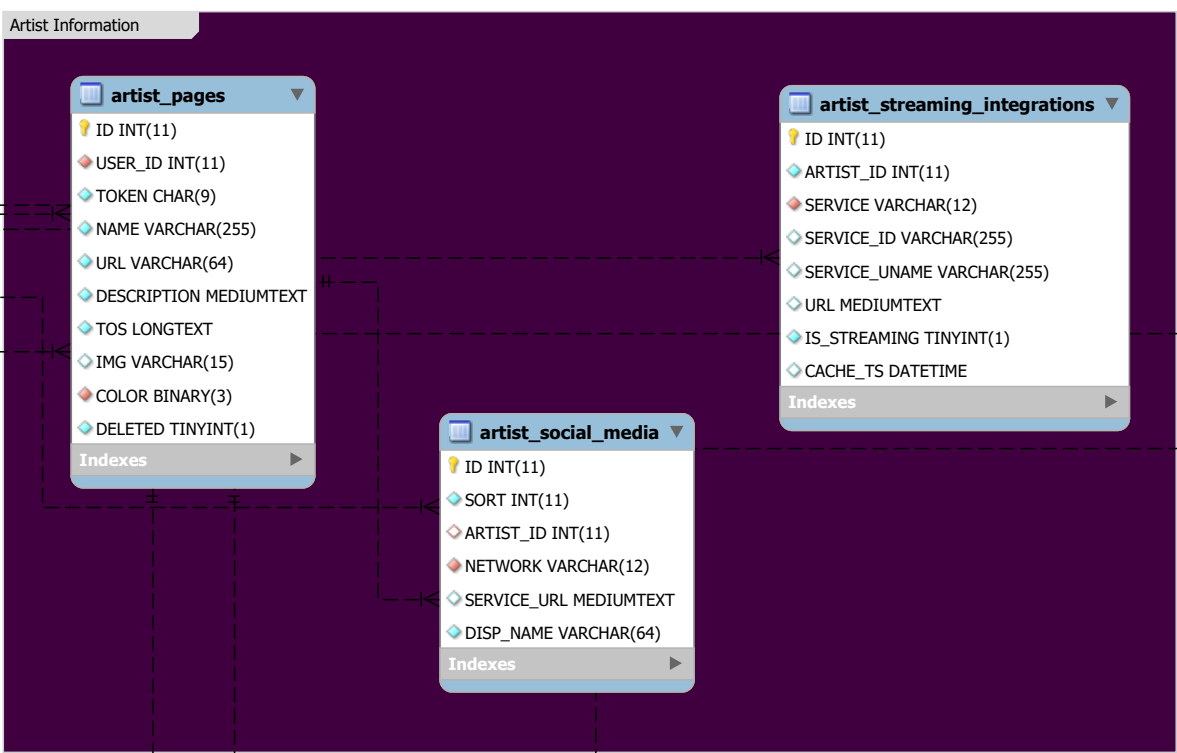 Artist Information
artist_pages
ID INT(11)
USER_ID INT(11)
TOKEN CHAR(9)
NAME VARCHAR(255)
URL VARCHAR(64)
DESCRIPTION MEDIUMTEXT
TOS LONGTEXT
IMG VARCHAR(15)
COLOR BINARY(3)
DELETED TINYINT(1)
Indexes
artist_streaming_integrations
ID INT(11)
ARTIST_ID INT(11)
SERVICE VARCHAR(12)
SERVICE_ID VARCHAR(255)
SERVICE_UNAME VARCHAR(255)
URL MEDIUMTEXT
IS_STREAMING TINYINT(1)
CACHE_TS DATETIME
Indexes
artist_social_media
ID INT(11)
SORT INT(11)
ARTIST_ID INT(11)
NETWORK VARCHAR(12)
SERVICE_URL MEDIUMTEXT
DISP_NAME VARCHAR(64)
Indexes